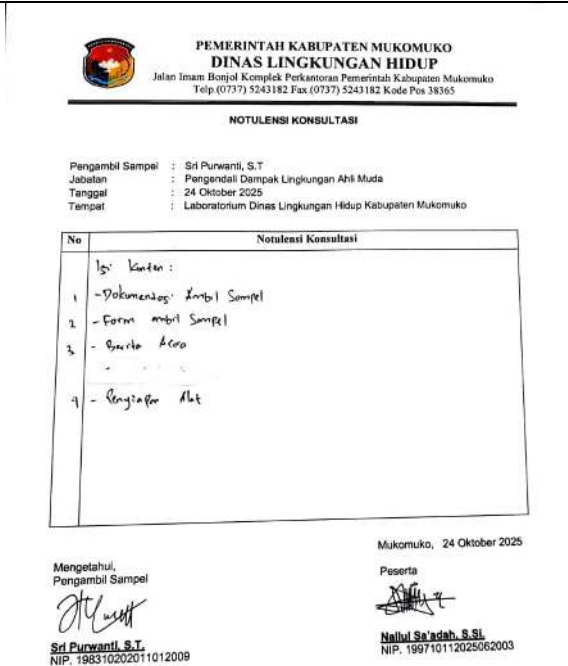 PEMERINTAH KABUPATEN MUKOMUKO
DINAS LINGKUNGAN HIDUP
Jalan Imam Bonjol Komplek Perkantoran Pemerintah Kabupaten Mukomuko
Telp.(0737) 5243182 Fax.(0737) 5243182 Kode Pos 38365
NOTULENSI KONSULTASI
Pengambil Sampel : Sri Purwanti, S.T
Jabatan : Pengendali Dampak Lingkungan Ahli Muda
Tanggal : 24 Oktober 2025
Tempat : Laboratorium Dinas Lingkungan Hidup Kabupaten Mukomuko
No Notulensi Konsultasi
Isi Konten :
1 - Dokumentasi Ambil Sampel
2 - Form ambil Sampel
3 - Berita Acara
4 - Penyiapan Alat
Mukomuko, 24 Oktober 2025
Mengetahui,
Pengambil Sampel
Peserta
Sri Purwanti, S.T.
NIP. 198310202011012009
Nailul Sa'adah, S.Si.
NIP. 199710112025062003